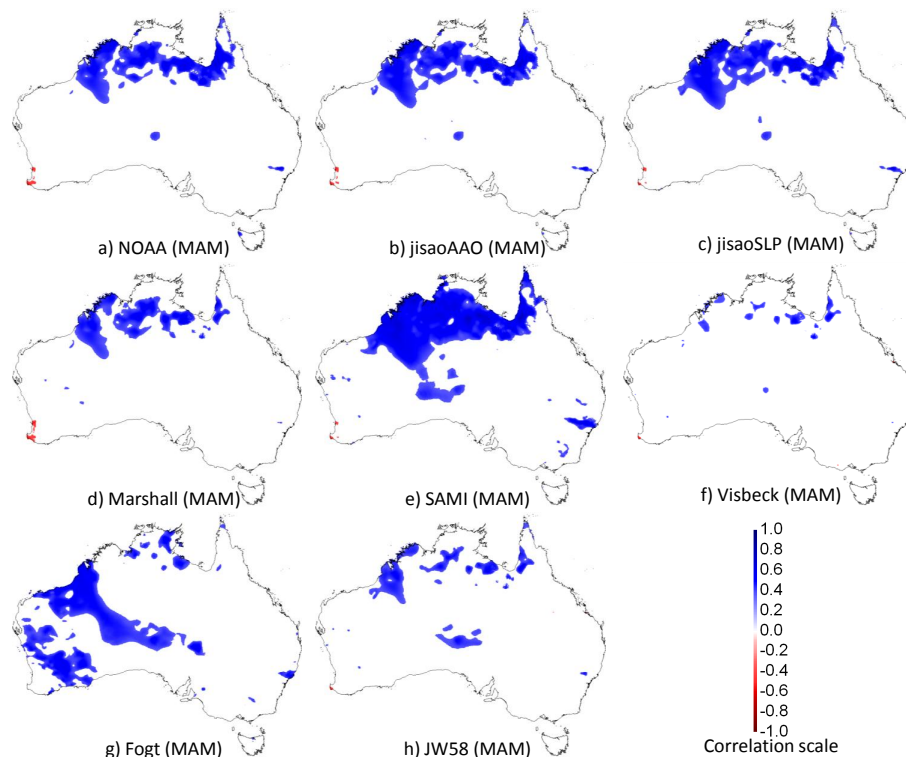 a) NOAA (MAM)
b) jisaoAAO (MAM)
c) jisaoSLP (MAM)
d) Marshall (MAM)
e) SAMI (MAM)
f) Visbeck (MAM)
g) Fogt (MAM)
h) JW58 (MAM)
1.0
0.8
0.6
0.4
0.2
0.0
-0.2
-0.4
-0.6
-0.8
-1.0
Correlation scale